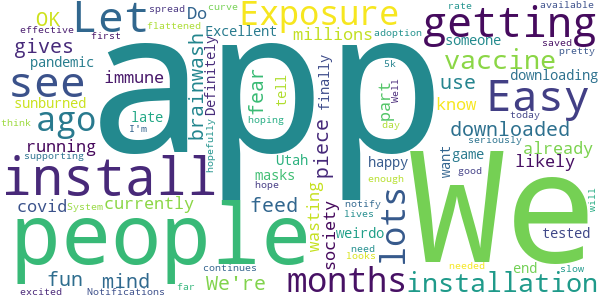 curve rate available
spread Do first
OK flattened effective saved
Let Exposure getting
gives Excellent millions adoption someone pretty
pandemic immune brainwash Definitely app 5k Well vaccine
see fear tell finally part use downloading
sunburned late I'm hoping day know Easy
ago think hopefully downloaded today
running Utah piece We likely seriously already
supporting install masks happy want game good
covid System currently feed hope wasting society notify lives weirdo lots tested will
people need enough
fun mind We're looks months end slow
continues needed installation
excited Notifications far